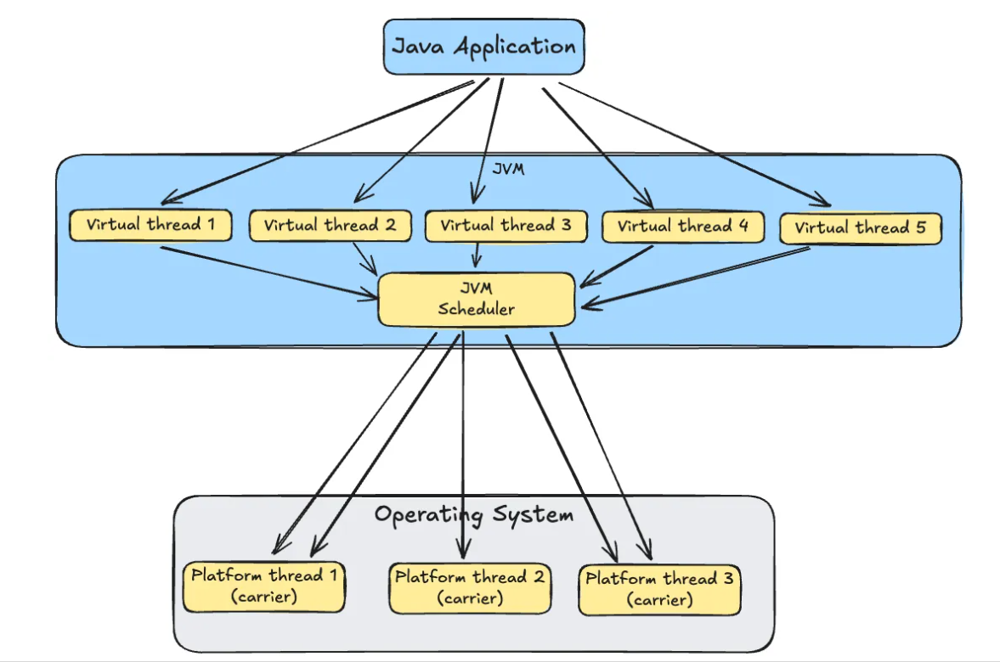 Java Application
JVM
Virtual thread 1
Virtual thread 2
Virtual thread 3
Virtual thread 4
Virtual thread 5
JVM
Scheduler
Operating System
Platform thread 1
(carrier)
Platform thread 2
(carrier)
Platform thread 3
(carrier)